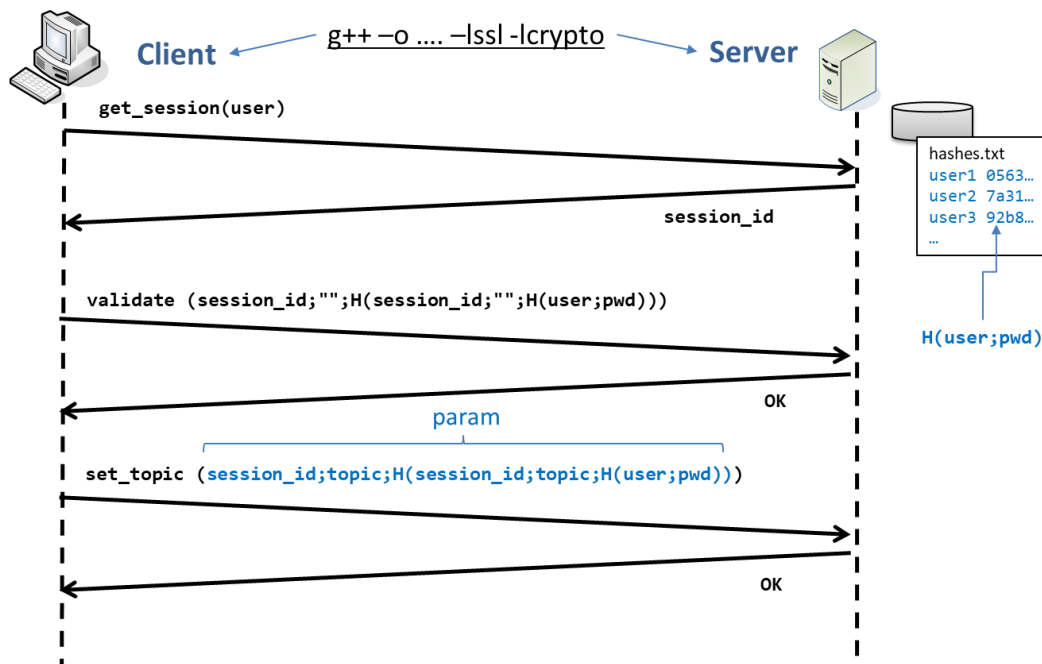 g++ –o …. –lssl -lcrypto
Client
Server
get_session(user)
hashes.txt
user1 0563…
user2 7a31…
user3 92b8…
…
session_id
validate (session_id;"";H(session_id;"";H(user;pwd)))
H(user;pwd)
OK
param
set_topic (session_id;topic;H(session_id;topic;H(user;pwd)))
OK